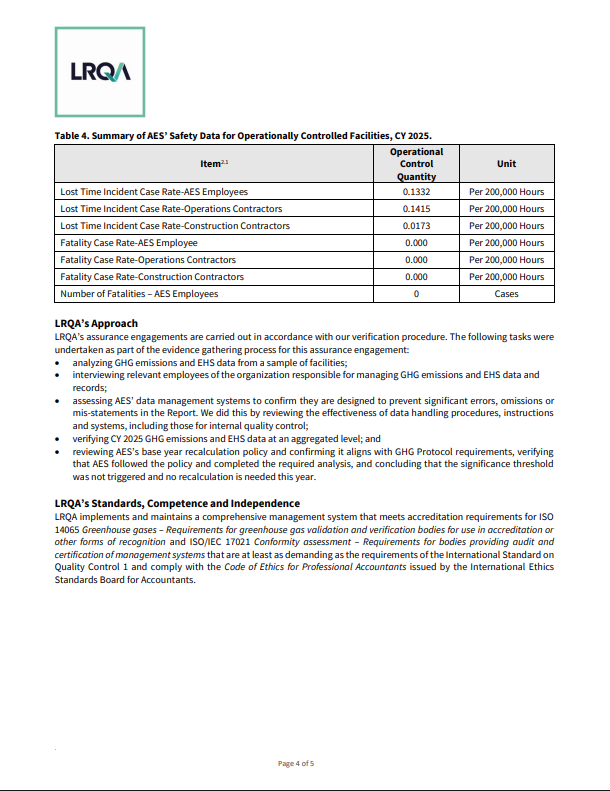 LRQA
Table 4. Summary of AES' Safety Data for Operationally Controlled Facilities, CY 2025.
Item2,1
Operational
Control
Quantity
Unit
Lost Time Incident Case Rate-AES Employees 0.1332 Per 200,000 Hours
Lost Time Incident Case Rate-Operations Contractors 0.1415 Per 200,000 Hours
Lost Time Incident Case Rate-Construction Contractors 0.0173 Per 200,000 Hours
Fatality Case Rate-AES Employee 0.000 Per 200,000 Hours
Fatality Case Rate-Operations Contractors 0.000 Per 200,000 Hours
Fatality Case Rate-Construction Contractors 0.000 Per 200,000 Hours
Number of Fatalities – AES Employees 0 Cases
LRQA's Approach
LRQA's assurance engagements are carried out in accordance with our verification procedure. The following tasks were
undertaken as part of the evidence gathering process for this assurance engagement:
• analyzing GHG emissions and EHS data from a sample of facilities;
• interviewing relevant employees of the organization responsible for managing GHG emissions and EHS data and
records;
• assessing AES' data management systems to confirm they are designed to prevent significant errors, omissions or
mis-statements in the Report. We did this by reviewing the effectiveness of data handling procedures, instructions
and systems, including those for internal quality control;
• verifying CY 2025 GHG emissions and EHS data at an aggregated level; and
• reviewing AES's base year recalculation policy and confirming it aligns with GHG Protocol requirements, verifying
that AES followed the policy and completed the required analysis, and concluding that the significance threshold
was not triggered and no recalculation is needed this year.
LRQA's Standards, Competence and Independence
LRQA implements and maintains a comprehensive management system that meets accreditation requirements for ISO
14065 Greenhouse gases – Requirements for greenhouse gas validation and verification bodies for use in accreditation or
other forms of recognition and ISO/IEC 17021 Conformity assessment – Requirements for bodies providing audit and
certification of management systems that are at least as demanding as the requirements of the International Standard on
Quality Control 1 and comply with the Code of Ethics for Professional Accountants issued by the International Ethics
Standards Board for Accountants.
Page 4 of 5